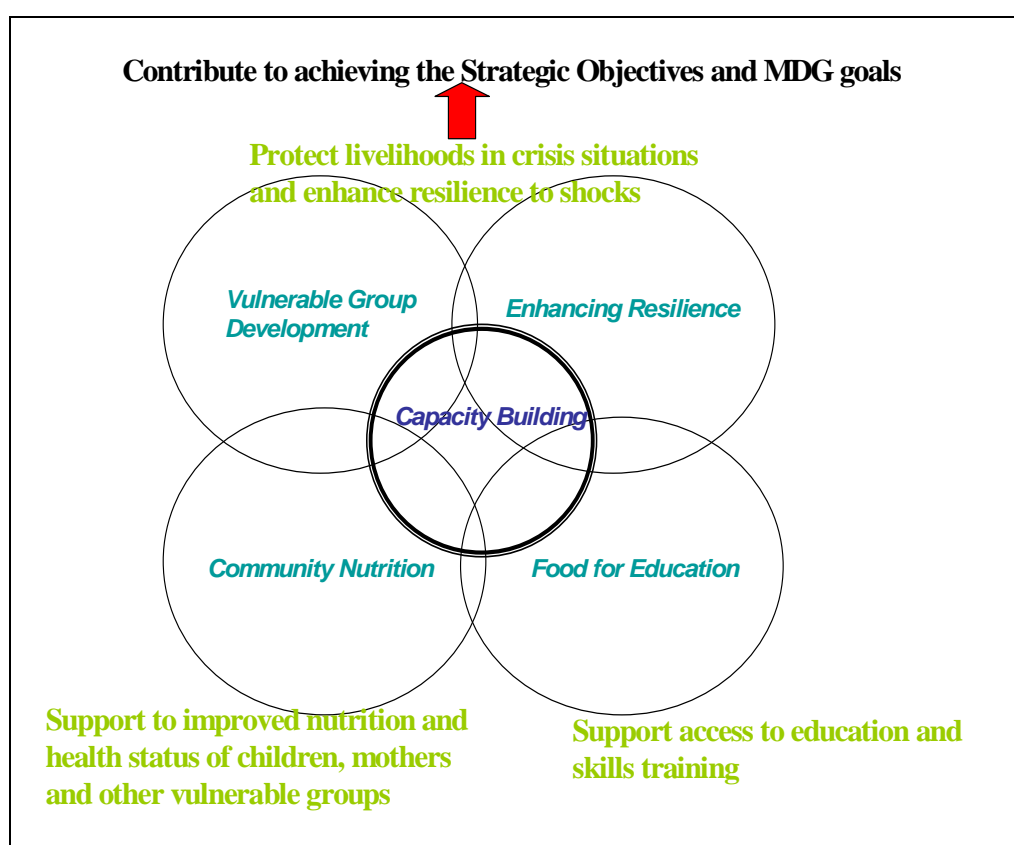 Contribute to achieving the Strategic Objectives and MDG goals
Protect livelihoods in crisis situations
and enhance resilience to shocks
Vulnerable Group
Development
Enhancing Resilience
Capacity Building
Community Nutrition
Food for Education
Support to improved nutrition and
health status of children, mothers
and other vulnerable groups
Support access to education and
skills training